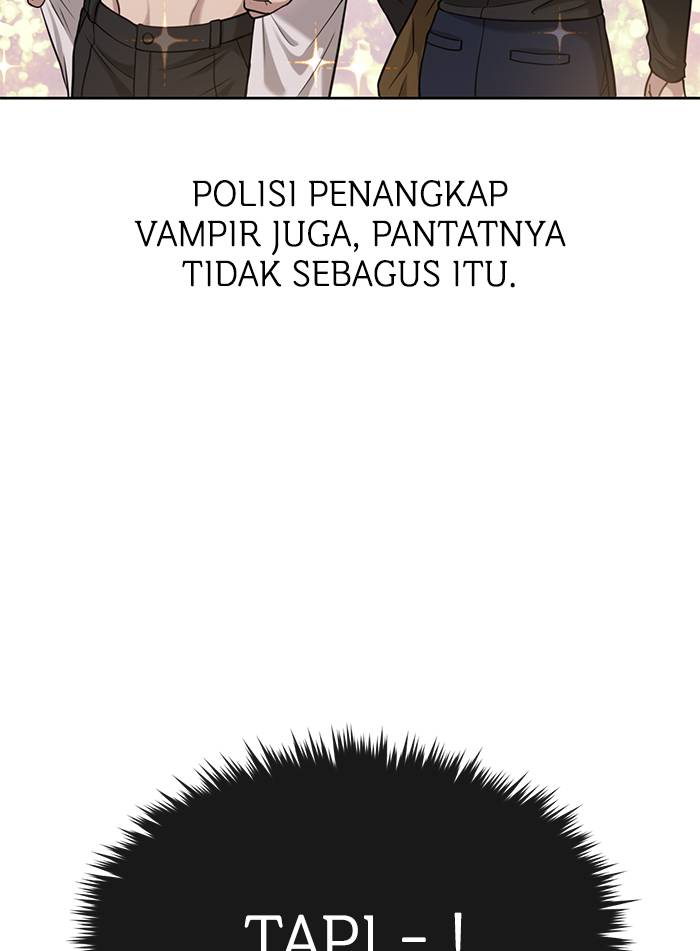 POLISI PENANGKAP
VAMPIR JUGA, PANTATNYA
TIDAK SEBAGUS ITU.
TAPI - !